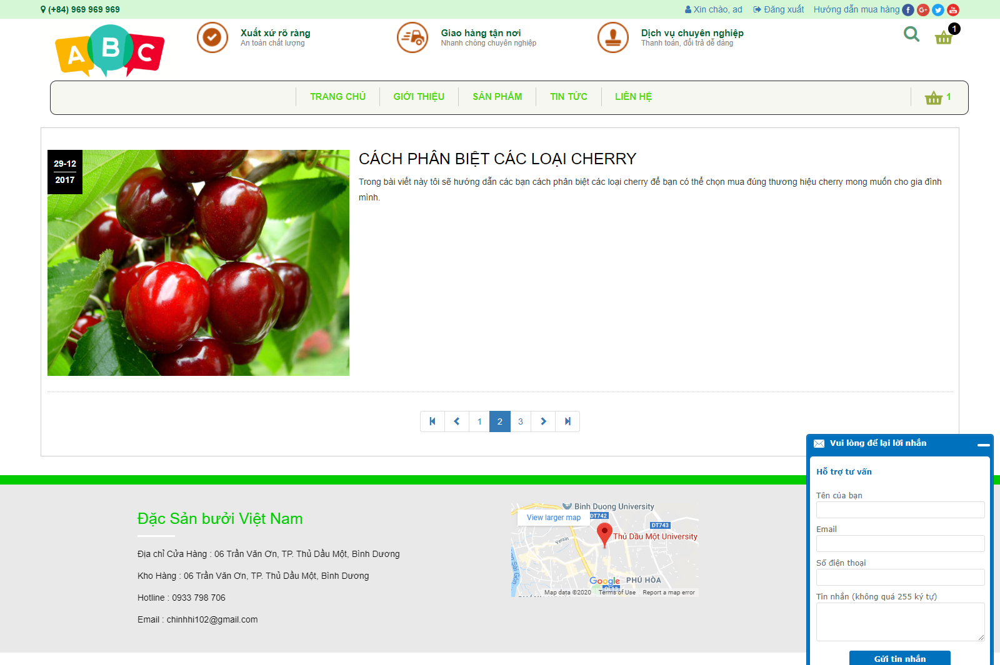 (+84) 969 969 969
Xin chào, ad
Đăng xuất
Hướng dẫn mua hàng
ABC
Xuất xứ rõ ràng
An toàn chất lượng
Giao hàng tận nơi
Nhanh chóng chuyên nghiệp
Dịch vụ chuyên nghiệp
Thanh toán, đổi trả dễ dàng
1
TRANG CHỦ
GIỚI THIỆU
SẢN PHẨM
TIN TỨC
LIÊN HỆ
1
29-12
2017
CÁCH PHÂN BIỆT CÁC LOẠI CHERRY
Trong bài viết này tôi sẽ hướng dẫn các bạn cách phân biệt các loại cherry để bạn có thể chọn mua đúng thương hiệu cherry mong muốn cho gia đình
mình.
1
2
3
Vui lòng để lại lời nhắn
Hỗ trợ tư vấn
Tên của bạn
Email
Số điện thoại
Tin nhắn (không quá 255 ký tự)
Gửi tin nhắn
Đặc Sản bưởi Việt Nam
Địa chỉ Cửa Hàng : 06 Trần Văn Ơn, TP. Thủ Dầu Một, Bình Dương
Kho Hàng : 06 Trần Văn Ơn, TP. Thủ Dầu Một, Bình Dương
Hotline : 0933 798 706
Email : chinhhi102@gmail.com
Binh Duong University
View larger map
DT742
DT743
Yersin
Thủ Dầu Một University
Sài Gòn
Google
PHÚ HÒA
Map data ©2020
Terms of Use
Report a map error